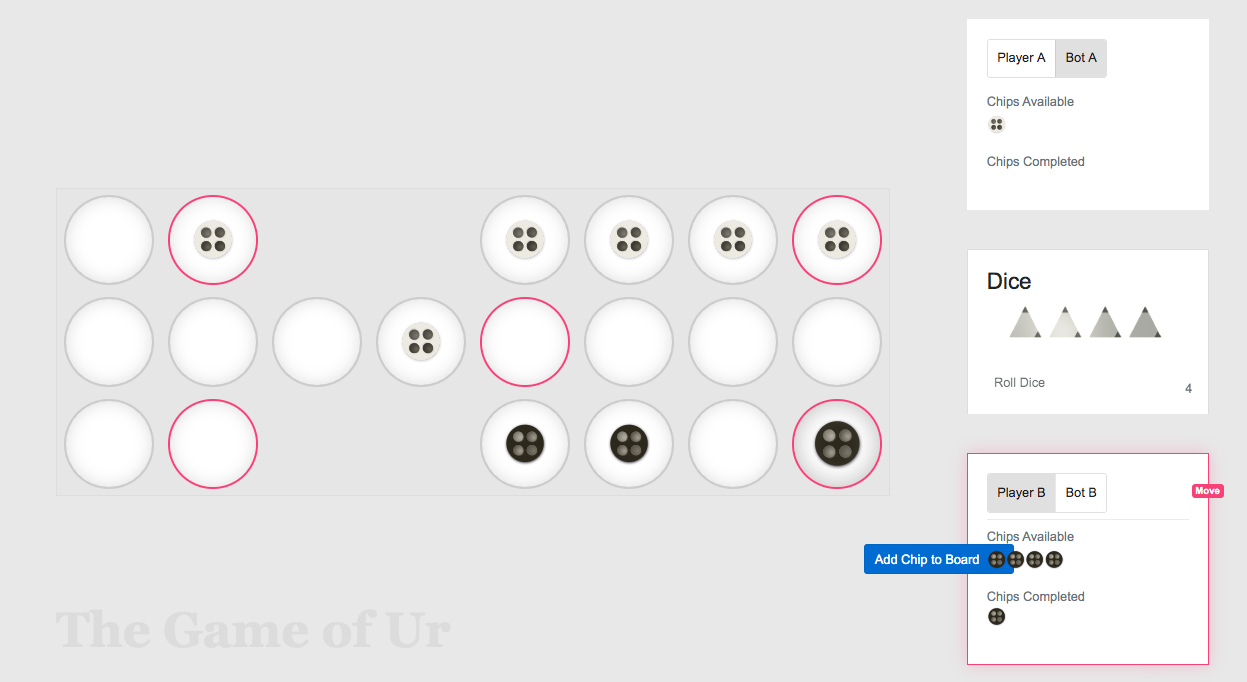 Player A Bot A
Chips Available
Chips Completed
Dice
Roll Dice 4
Player B Bot B
Move
Chips Available
Add Chip to Board
Chips Completed
The Game of Ur